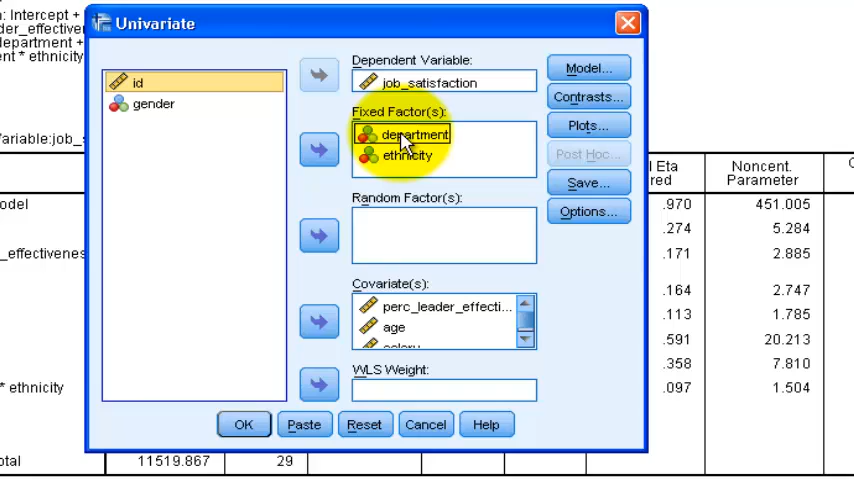 n: Intercept +
der_effective
department +
nt * ethnicity
ariable:job_s
odel
_effectivenes
* ethnicity
otal
11519.867
29
Univariate
id
gender
Dependent Variable:
job_satisfaction
Fixed Factor(s):
department
ethnicity
Random Factor(s):
Covariate(s):
perc_leader_effecti...
age
WLS Weight:
Model...
Contrasts...
Plots...
Post Hoc...
Save...
Options...
OK
Paste
Reset
Cancel
Help
l Eta
red
Noncent.
Parameter
.970
451.005
.274
5.284
.171
2.885
.164
2.747
.113
1.785
.591
20.213
.358
7.810
.097
1.504